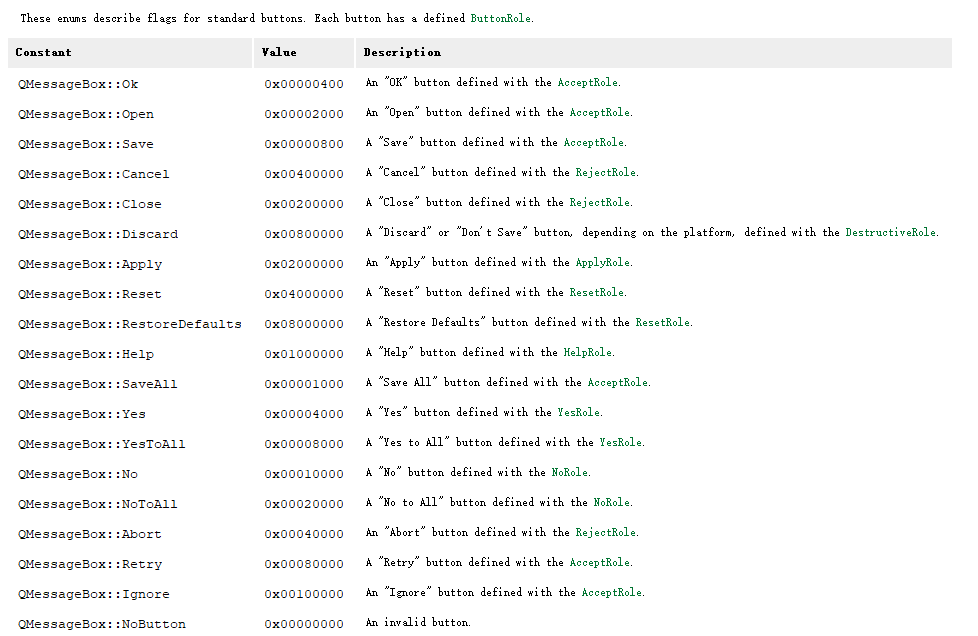 These enums describe flags for standard buttons. Each button has a defined ButtonRole.
Constant Value Description
QMessageBox::Ok 0x00000400 An "OK" button defined with the AcceptRole.
QMessageBox::Open 0x00002000 An "Open" button defined with the AcceptRole.
QMessageBox::Save 0x00000800 A "Save" button defined with the AcceptRole.
QMessageBox::Cancel 0x00400000 A "Cancel" button defined with the RejectRole.
QMessageBox::Close 0x00200000 A "Close" button defined with the RejectRole.
QMessageBox::Discard 0x00800000 A "Discard" or "Don't Save" button, depending on the platform, defined with the DestructiveRole.
QMessageBox::Apply 0x02000000 An "Apply" button defined with the ApplyRole.
QMessageBox::Reset 0x04000000 A "Reset" button defined with the ResetRole.
QMessageBox::RestoreDefaults 0x08000000 A "Restore Defaults" button defined with the ResetRole.
QMessageBox::Help 0x01000000 A "Help" button defined with the HelpRole.
QMessageBox::SaveAll 0x00001000 A "Save All" button defined with the AcceptRole.
QMessageBox::Yes 0x00004000 A "Yes" button defined with the YesRole.
QMessageBox::YesToAll 0x00008000 A "Yes to All" button defined with the YesRole.
QMessageBox::No 0x00010000 A "No" button defined with the NoRole.
QMessageBox::NoToAll 0x00020000 A "No to All" button defined with the NoRole.
QMessageBox::Abort 0x00040000 An "Abort" button defined with the RejectRole.
QMessageBox::Retry 0x00080000 A "Retry" button defined with the AcceptRole.
QMessageBox::Ignore 0x00100000 An "Ignore" button defined with the AcceptRole.
QMessageBox::NoButton 0x00000000 An invalid button.